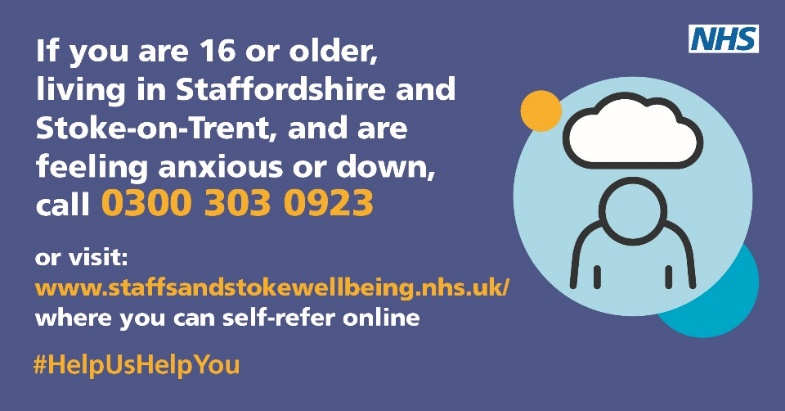 NHS
If you are 16 or older,
living in Staffordshire and
Stoke-on-Trent, and are
feeling anxious or down,
call 0300 303 0923
or visit:
www.staffsandstokewellbeing.nhs.uk/
where you can self-refer online
#HelpUsHelpYou